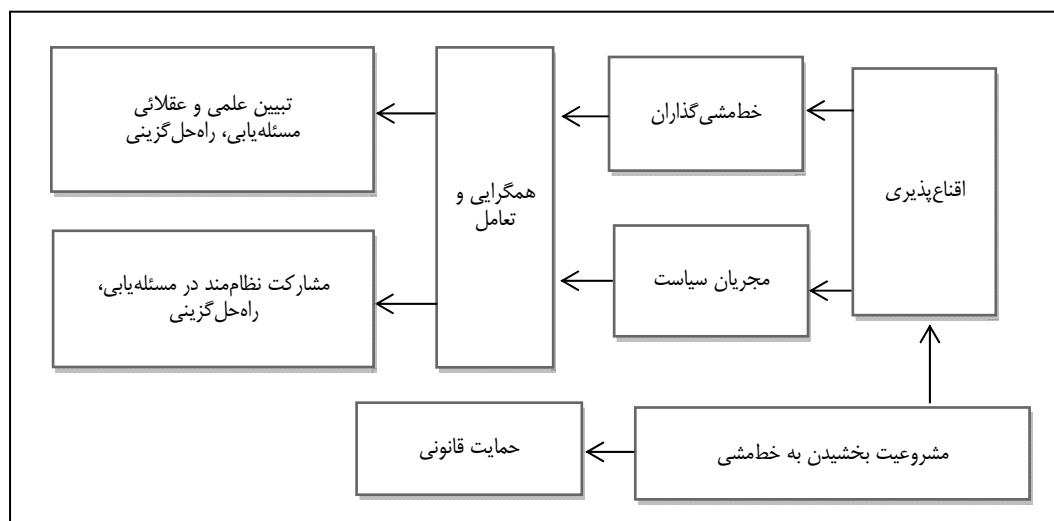 اقناع‌پذیری
خط‌مشی‌گذاران
مجریان سیاست
همگرایی و
تعامل
تبیین علمی و عقلائی
مسئله‌یابی، راه‌حل‌گزینی
مشارکت نظام‌مند در مسئله‌یابی،
راه‌حل‌گزینی
مشروعیت بخشیدن به خط‌مشی
حمایت قانونی